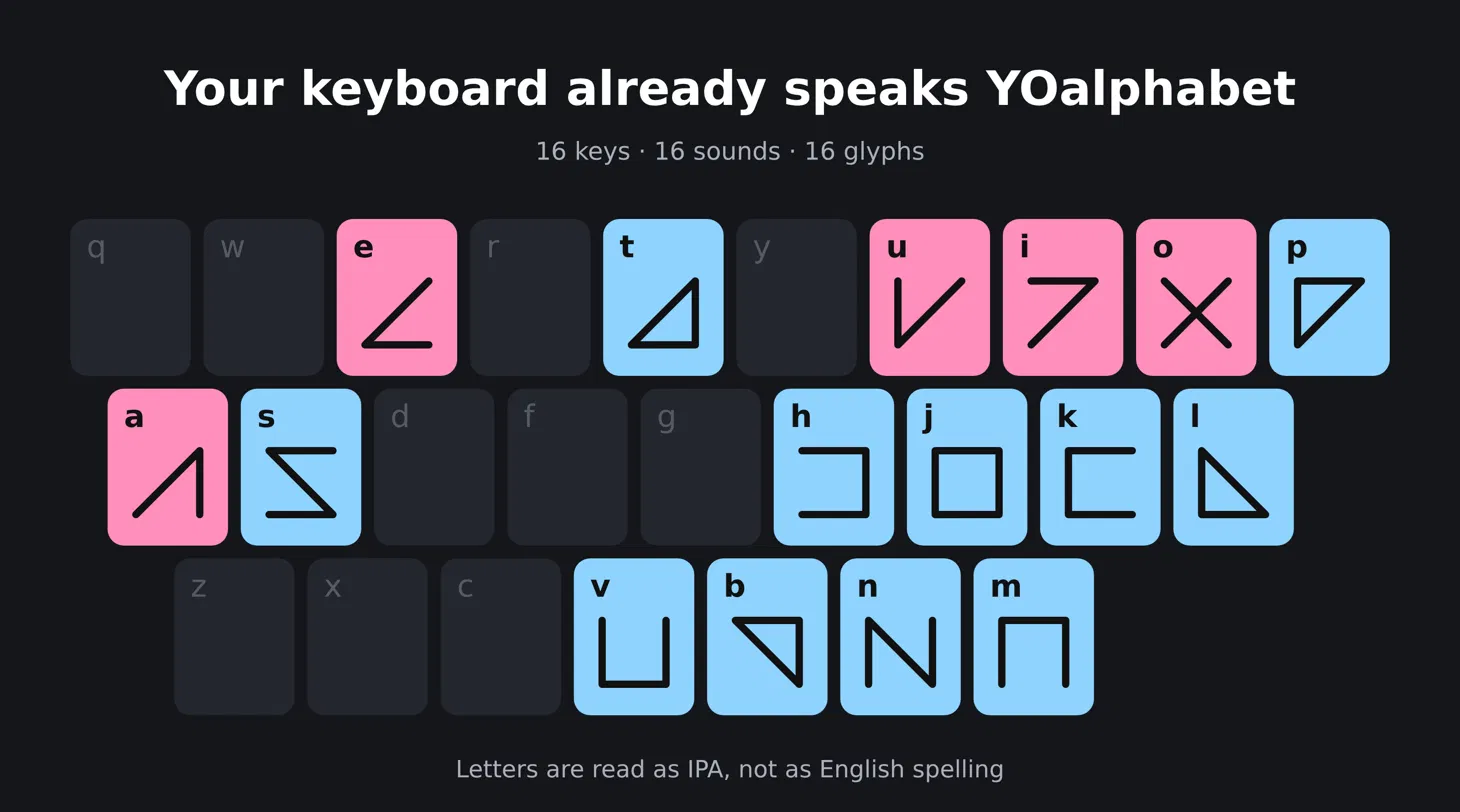 Your keyboard already speaks YOalphabet
16 keys · 16 sounds · 16 glyphs
q w e r t y u i o p
a s d f g h j k l
z x c v b n m
Letters are read as IPA, not as English spelling